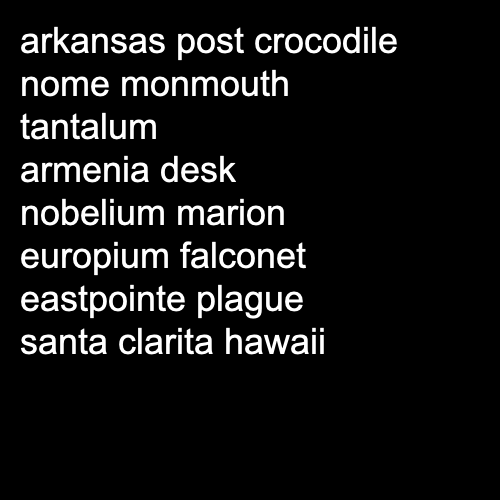 arkansas post crocodile
nome monmouth
tantalum
armenia desk
nobelium marion
europium falconet
eastpointe plague
santa clarita hawaii